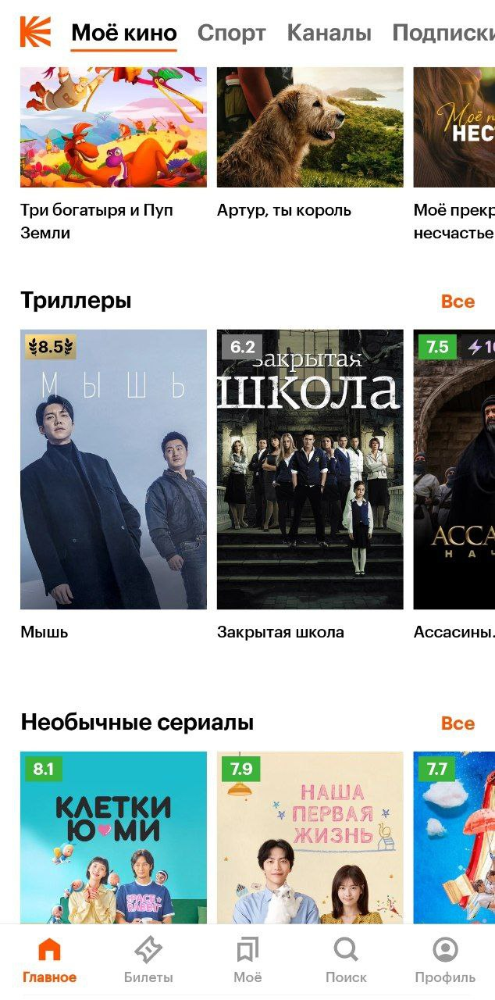 Моё кино Спорт Каналы Подписки
Моё п
НЕС
Три богатыря и Пуп
Земли
Артур, ты король
Моё прекр
несчастье
Триллеры
Все
8.5
МЫШЬ
6.2
закрытая
школа
7.5
10
АССА
НАЧ
Мышь
Закрытая школа
Ассасины.
Необычные сериалы
Все
8.1
КЛЕТКИ
Ю МИ
SPACE
RABBIT
7.9
НАША
ПЕРВАЯ
ЖИЗНЬ
7.7
Главное
Билеты
Моё
Поиск
Профиль